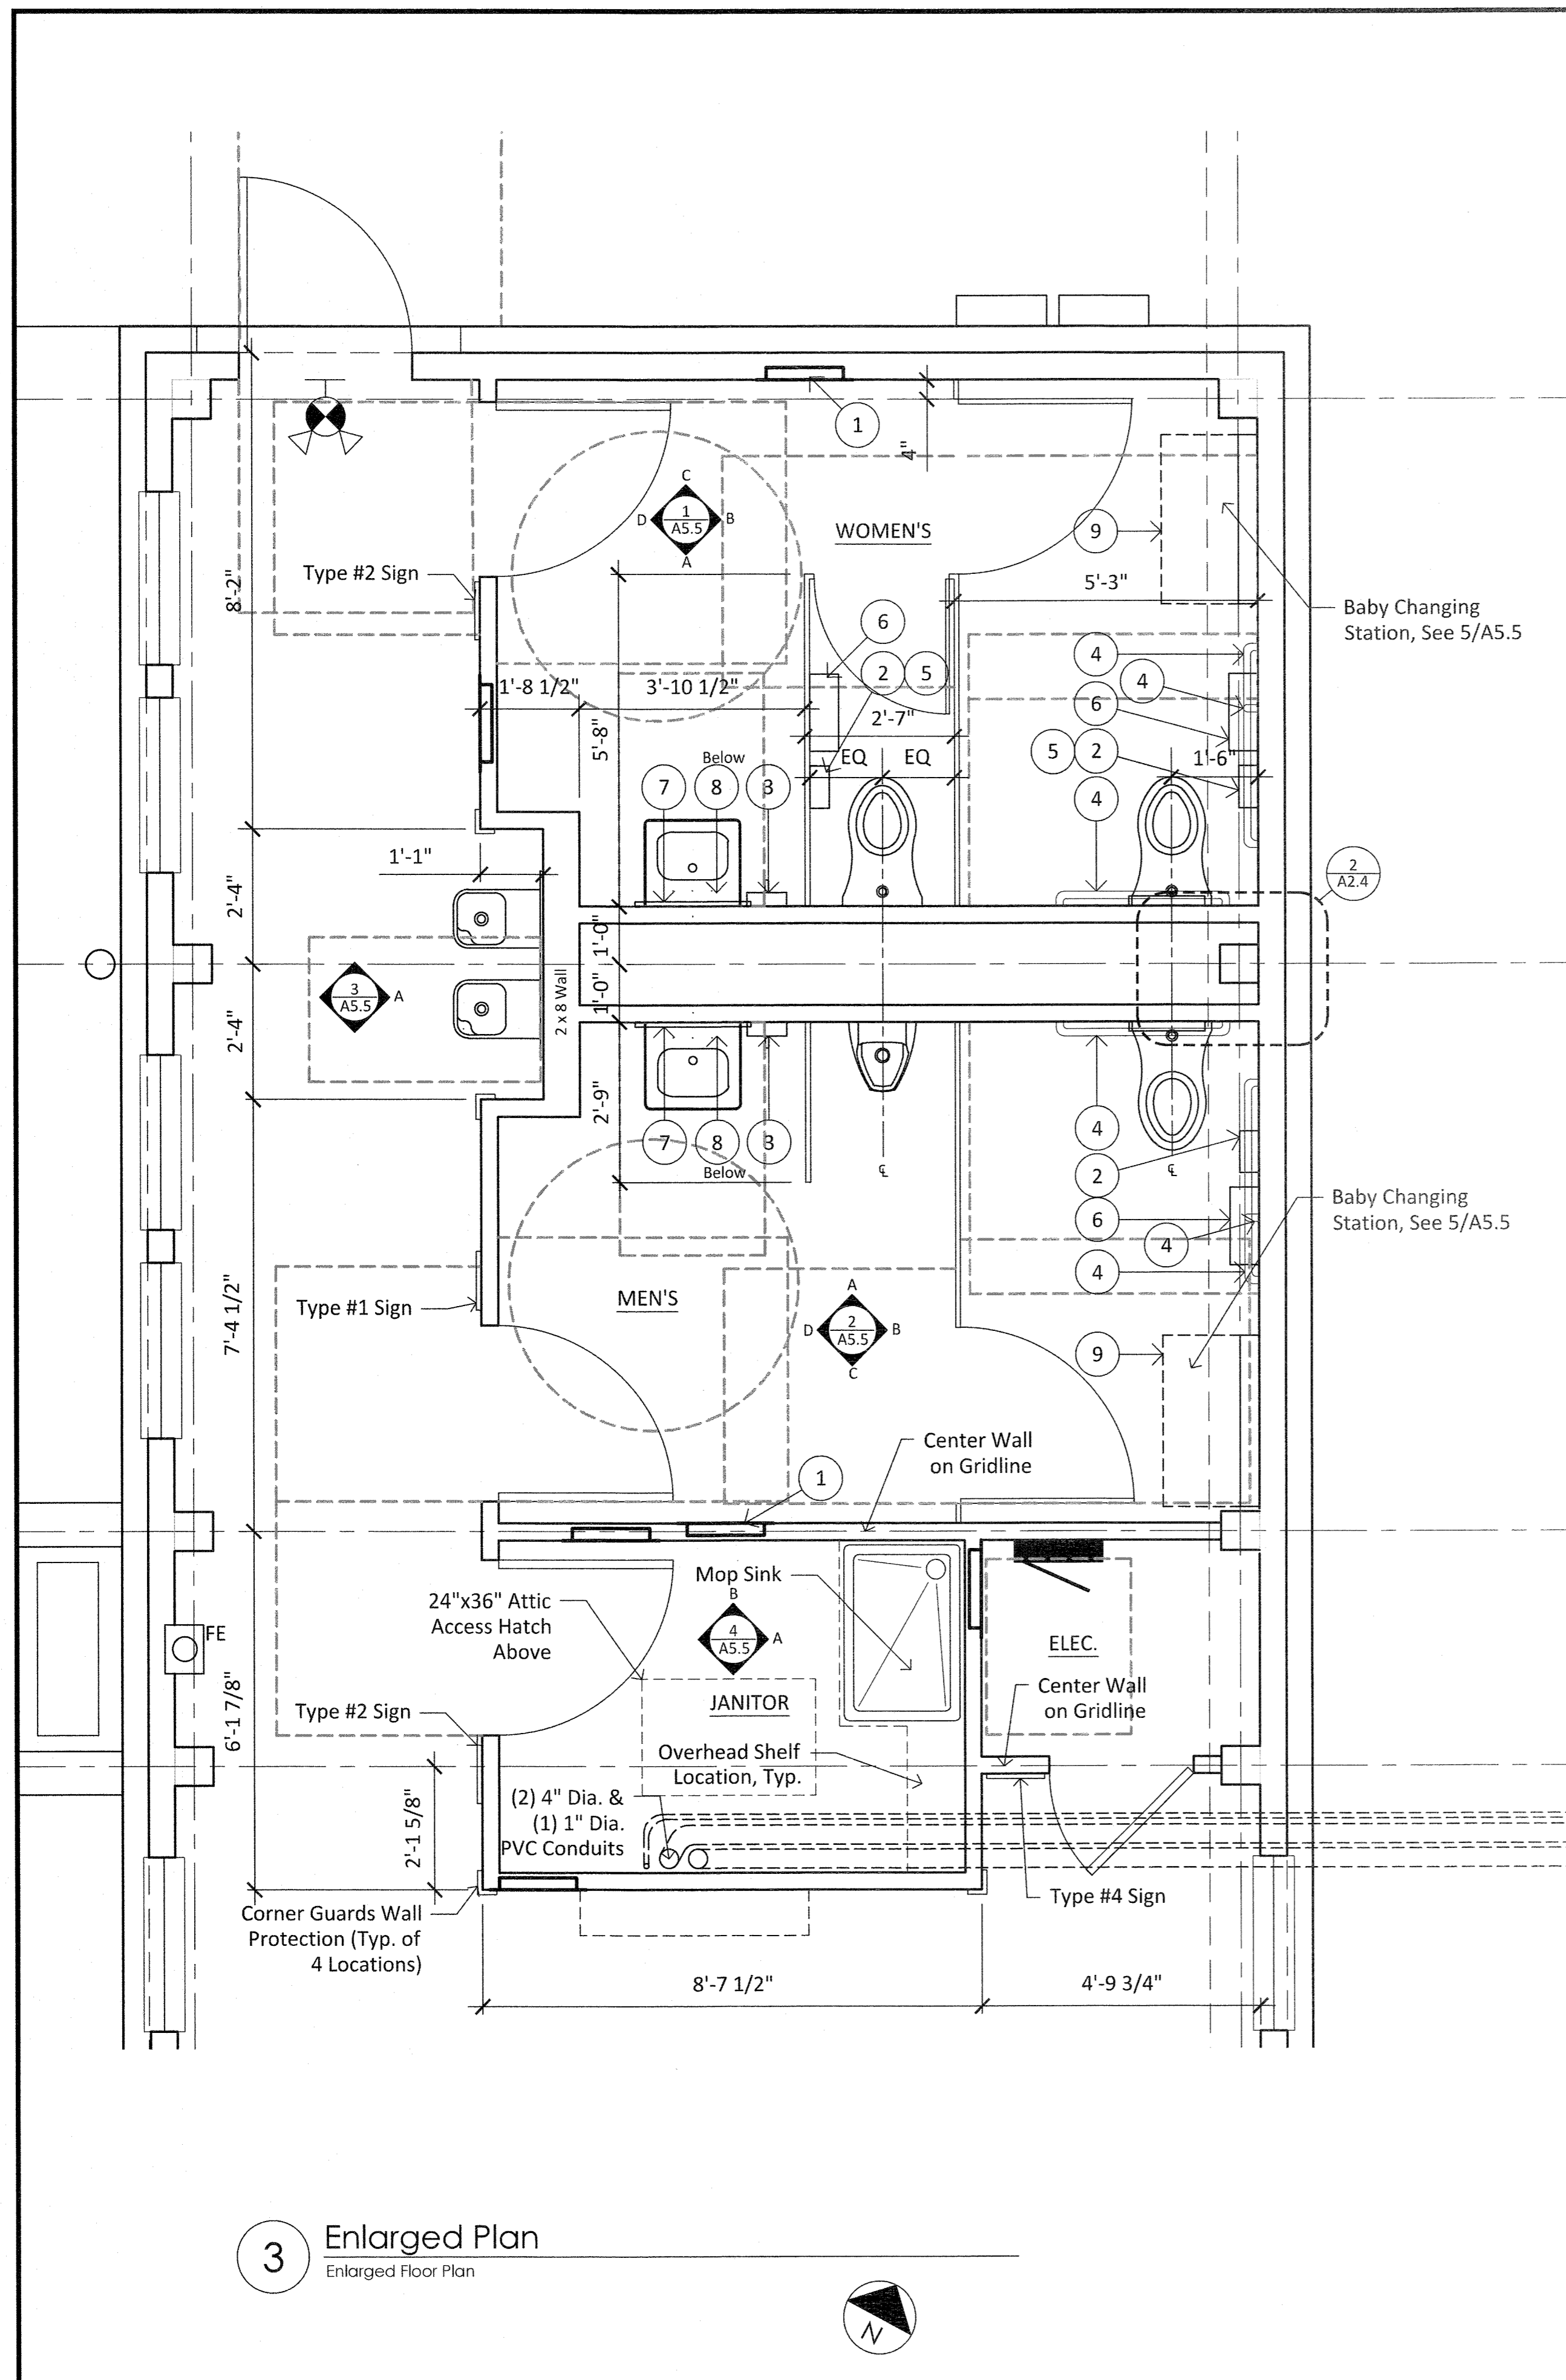 1
4"
C
D
1
A5.5
B
A
WOMEN'S
9
Type #2 Sign
8'-2"
5'-3"
Baby Changing
Station, See 5/A5.5
6
4
2
5
4
1'-8 1/2"
3'-10 1/2"
6
2'-7"
5'-8"
EQ
EQ
5
2
1'-6"
Below
7
8
3
4
1'-1"
2
A2.4
2'-4"
1'-0"
3
A5.5
A
2 x 8 Wall
1'-0"
2'-4"
2'-9"
7
8
3
Below
4
2
℄
℄
6
4
4
Baby Changing
Station, See 5/A5.5
7'-4 1/2"
Type #1 Sign
MEN'S
A
D
2
A5.5
B
C
9
Center Wall
on Gridline
1
Mop Sink
24"x36" Attic
Access Hatch
Above
B
4
A5.5
A
FE
ELEC.
6'-1 7/8"
Type #2 Sign
JANITOR
Center Wall
on Gridline
Overhead Shelf
Location, Typ.
2'-1 5/8"
(2) 4" Dia. &
(1) 1" Dia.
PVC Conduits
Type #4 Sign
Corner Guards Wall
Protection (Typ. of
4 Locations)
8'-7 1/2"
4'-9 3/4"
3
Enlarged Plan
Enlarged Floor Plan
N